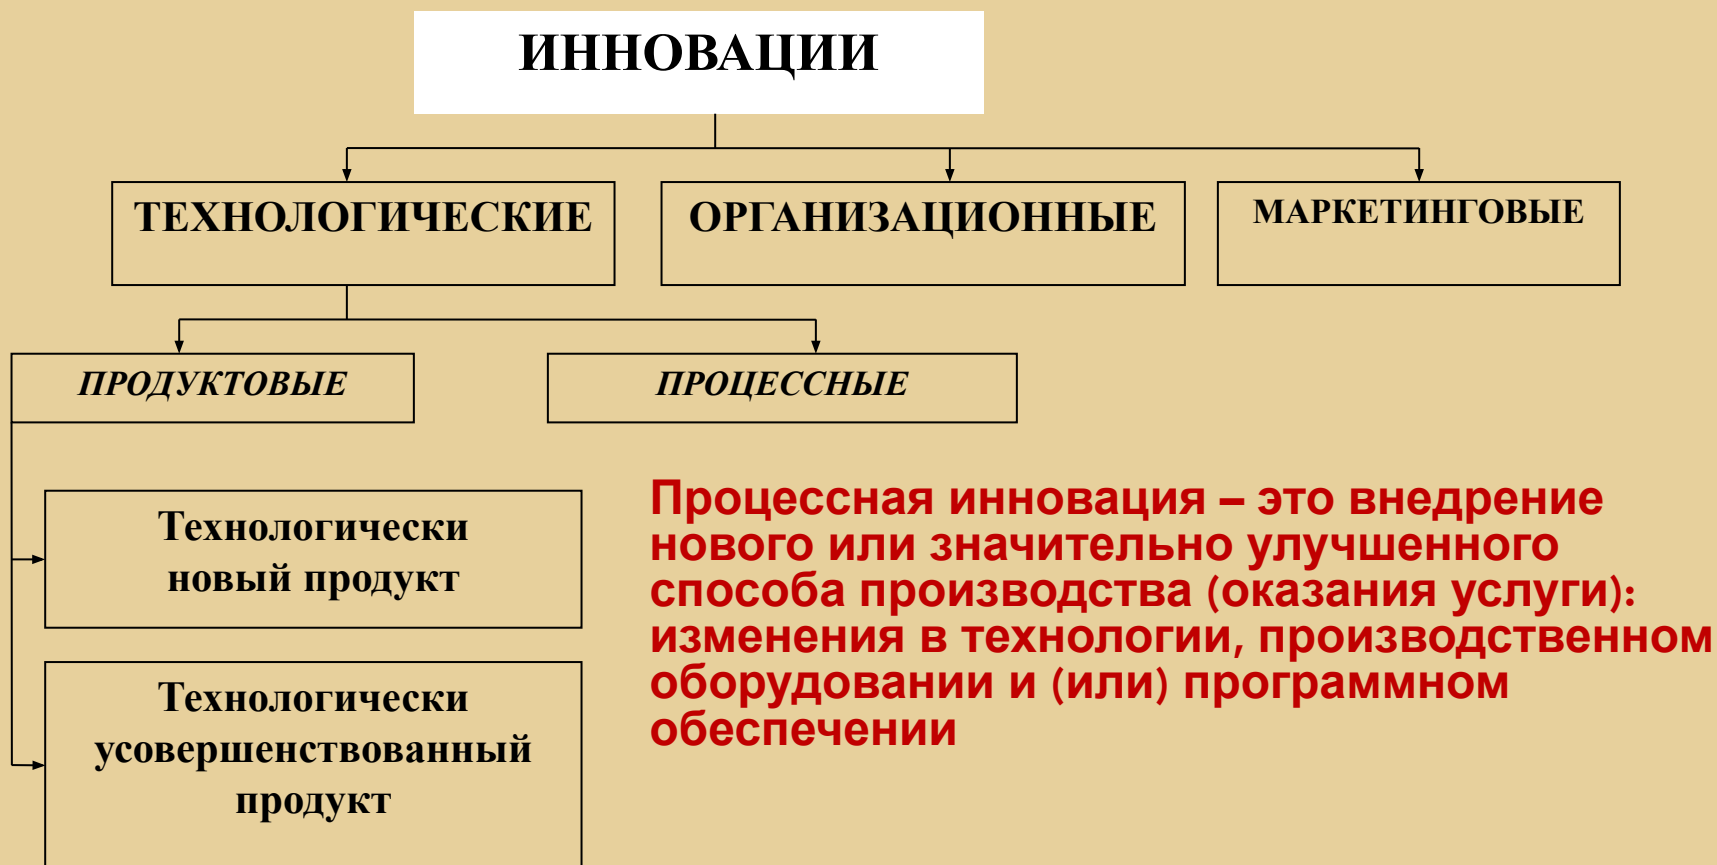 ИННОВАЦИИ
ТЕХНОЛОГИЧЕСКИЕ
ОРГАНИЗАЦИОННЫЕ
МАРКЕТИНГОВЫЕ
ПРОДУКТОВЫЕ
ПРОЦЕССНЫЕ
Технологически
новый продукт
Технологически
усовершенствованный
продукт
Процессная инновация – это внедрение
нового или значительно улучшенного
способа производства (оказания услуги):
изменения в технологии, производственном
оборудовании и (или) программном
обеспечении